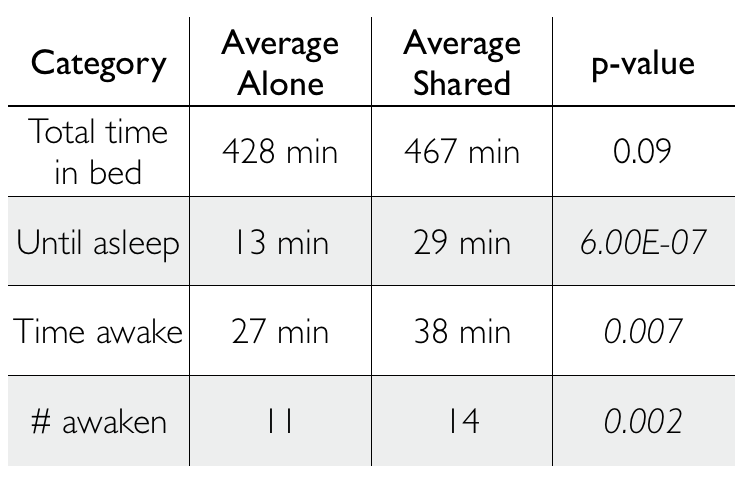 Category Average Alone Average Shared p-value
Total time in bed 428 min 467 min 0.09
Until asleep 13 min 29 min 6.00E-07
Time awake 27 min 38 min 0.007
# awaken 11 14 0.002